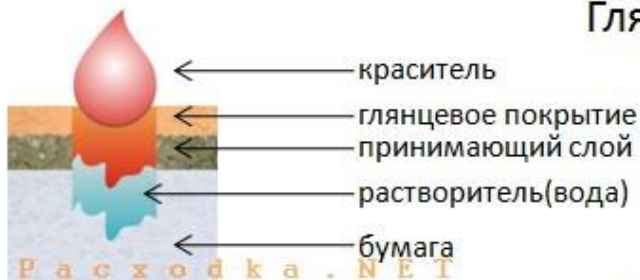 Гля
краситель
глянцевое покрытие
принимающий слой
растворитель(вода)
бумага
Pacxodka.NET